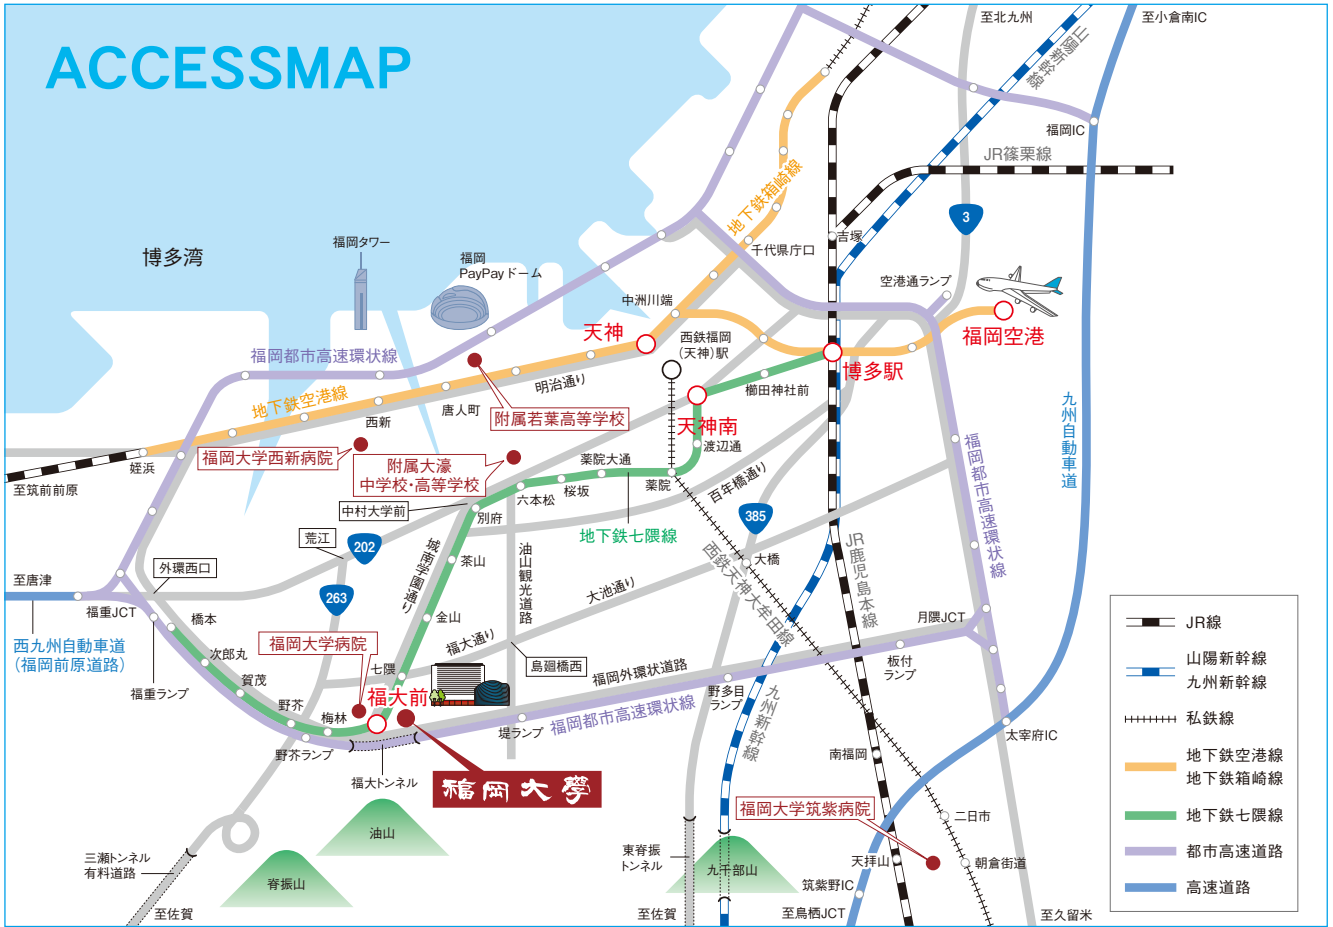 ACCESSMAP
至北九州
至小倉南IC
山陽新幹線
福岡IC
JR篠栗線
地下鉄箱崎線
3
吉塚
千代県庁口
空港通ランプ
博多湾
福岡タワー
福岡
PayPayドーム
中洲川端
天神
西鉄福岡
(天神)駅
福岡空港
博多駅
福岡都市高速環状線
地下鉄空港線
明治通り
唐人町
西新
櫛田神社前
天神南
渡辺通
附属若葉高等学校
福岡大学西新病院
附属大濠
中学校・高等学校
姪浜
至筑前前原
薬院大通
薬院
桜坂
六本松
別府
中村大学前
百年橋通り
九州自動車道
福岡都市高速環状線
地下鉄七隈線
385
荒江
202
263
外環西口
城南学園通り
茶山
油山観光道路
大池通り
大橋
西鉄天神大牟田線
JR鹿児島本線
至唐津
福重JCT
橋本
金山
福大通り
月隈JCT
西九州自動車道
(福岡前原道路)
次郎丸
福岡大学病院
七隈
島廻橋西
福岡外環状道路
板付
ランプ
福重ランプ
賀茂
福大前
野多目
ランプ
九州新幹線
野芥
梅林
福岡都市高速環状線
堤ランプ
野芥ランプ
福大トンネル
福岡大學
太宰府IC
南福岡
福岡大学筑紫病院
二日市
油山
三瀬トンネル
有料道路
脊振山
東脊振
トンネル
九千部山
天拝山
朝倉街道
筑紫野IC
至佐賀
至佐賀
至鳥栖JCT
至久留米
JR線
山陽新幹線
九州新幹線
私鉄線
地下鉄空港線
地下鉄箱崎線
地下鉄七隈線
都市高速道路
高速道路